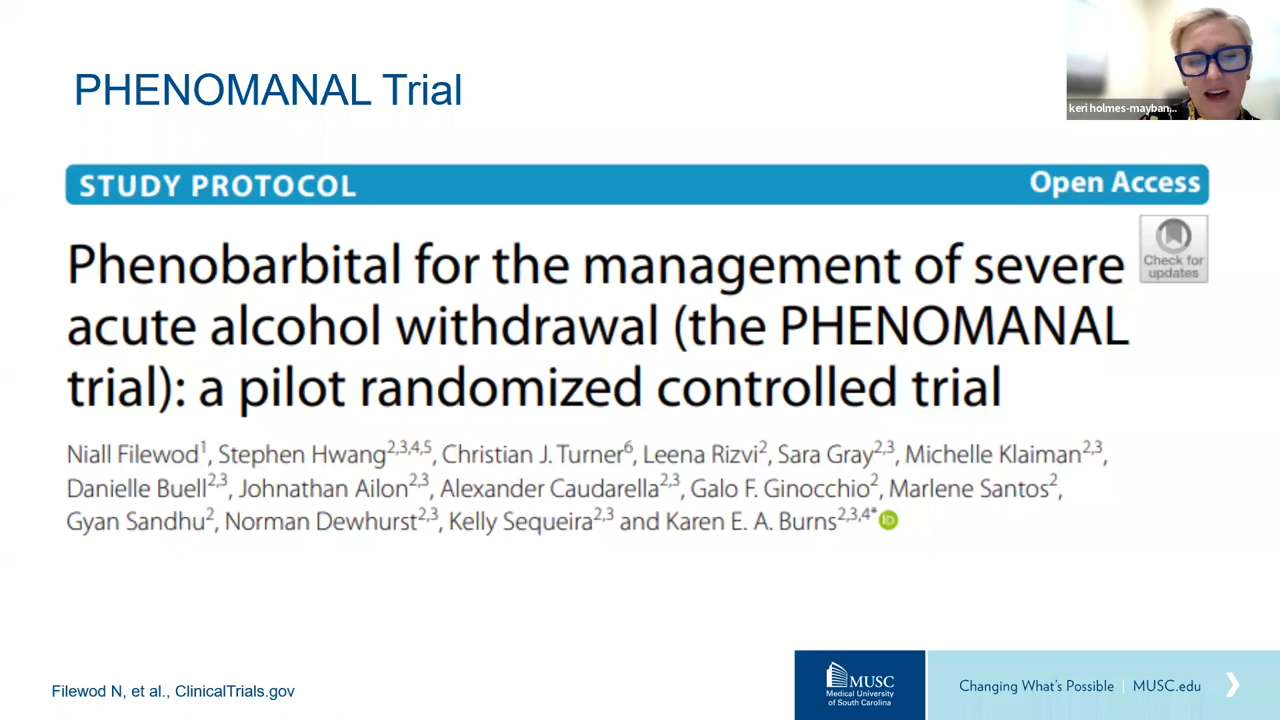 PHENOMANAL Trial
keri holmes-mayban...
STUDY PROTOCOL
Open Access
Phenobarbital for the management of severe
acute alcohol withdrawal (the PHENOMANAL
trial): a pilot randomized controlled trial
Check for
updates
Niall Filewod1, Stephen Hwang2,3,4,5, Christian J. Turner6, Leena Rizvi2, Sara Gray2,3, Michelle Klaiman2,3,
Danielle Buell2,3, Johnathan Ailon2,3, Alexander Caudarella2,3, Galo F. Ginocchio2, Marlene Santos2,
Gyan Sandhu2, Norman Dewhurst2,3, Kelly Sequeira2,3 and Karen E. A. Burns2,3,4* iD
Filewod N, et al., ClinicalTrials.gov
MUSC
Medical University
of South Carolina
Changing What's Possible | MUSC.edu